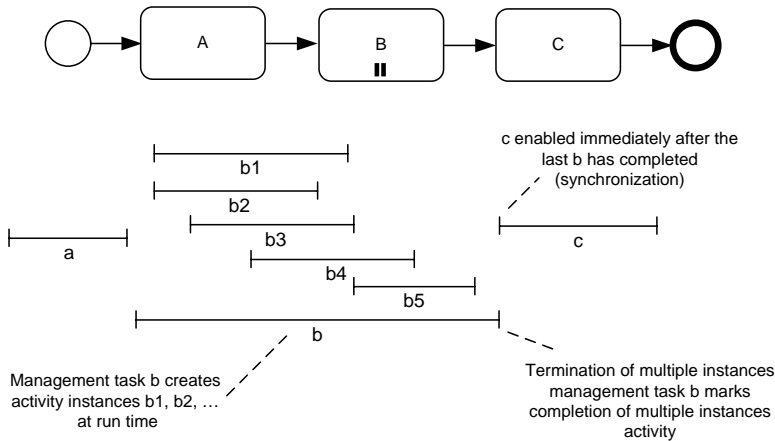 A
B
C
c enabled immediately after the
last b has completed
(synchronization)
b1
b2
b3
a
c
b4
b5
b
Management task b creates
activity instances b1, b2, …
at run time
Termination of multiple instances
management task b marks
completion of multiple instances
activity